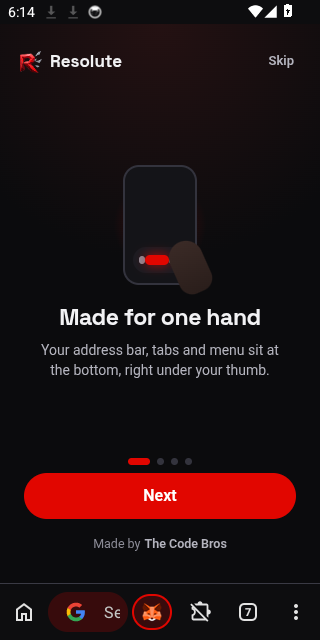 6:14
Resolute
Skip
Made for one hand
Your address bar, tabs and menu sit at
the bottom, right under your thumb.
Next
Made by The Code Bros
Se
7